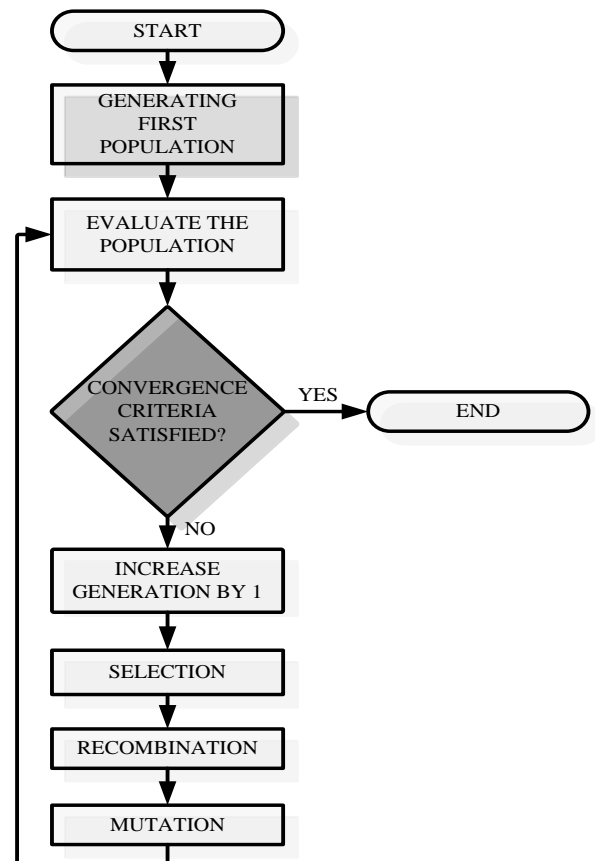 START
GENERATING
FIRST
POPULATION
EVALUATE THE
POPULATION
CONVERGENCE
CRITERIA
SATISFIED?
YES
END
NO
INCREASE
GENERATION BY 1
SELECTION
RECOMBINATION
MUTATION